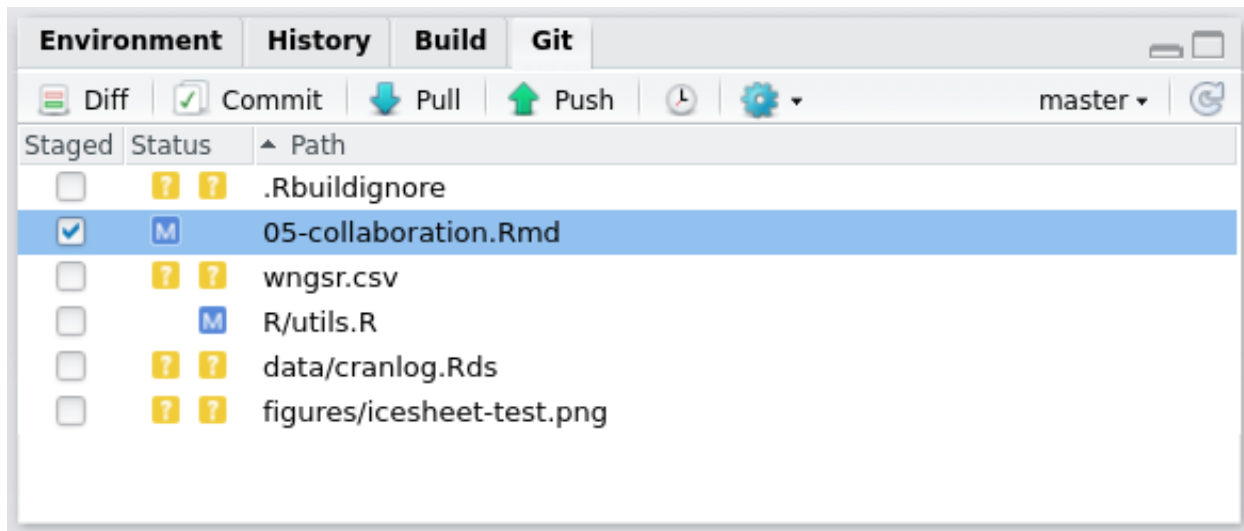 Environment History Build Git
Diff Commit Pull Push master
Staged Status Path
? ? .Rbuildignore
M 05-collaboration.Rmd
? ? wngsr.csv
M R/utils.R
? ? data/cranlog.Rds
? ? figures/icesheet-test.png